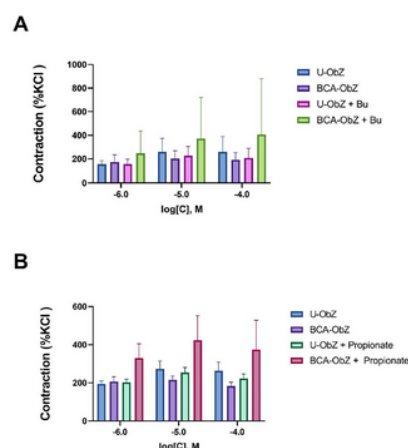 A
Contraction (%KCl)
1000
800
600
400
200
0
-6.0
-5.0
-4.0
log[C], M
U-ObZ
BCA-ObZ
U-ObZ + Bu
BCA-ObZ + Bu
B
Contraction (%KCl)
600
400
200
0
-6.0
-5.0
-4.0
log[C], M
U-ObZ
BCA-ObZ
U-ObZ + Propionate
BCA-ObZ + Propionate